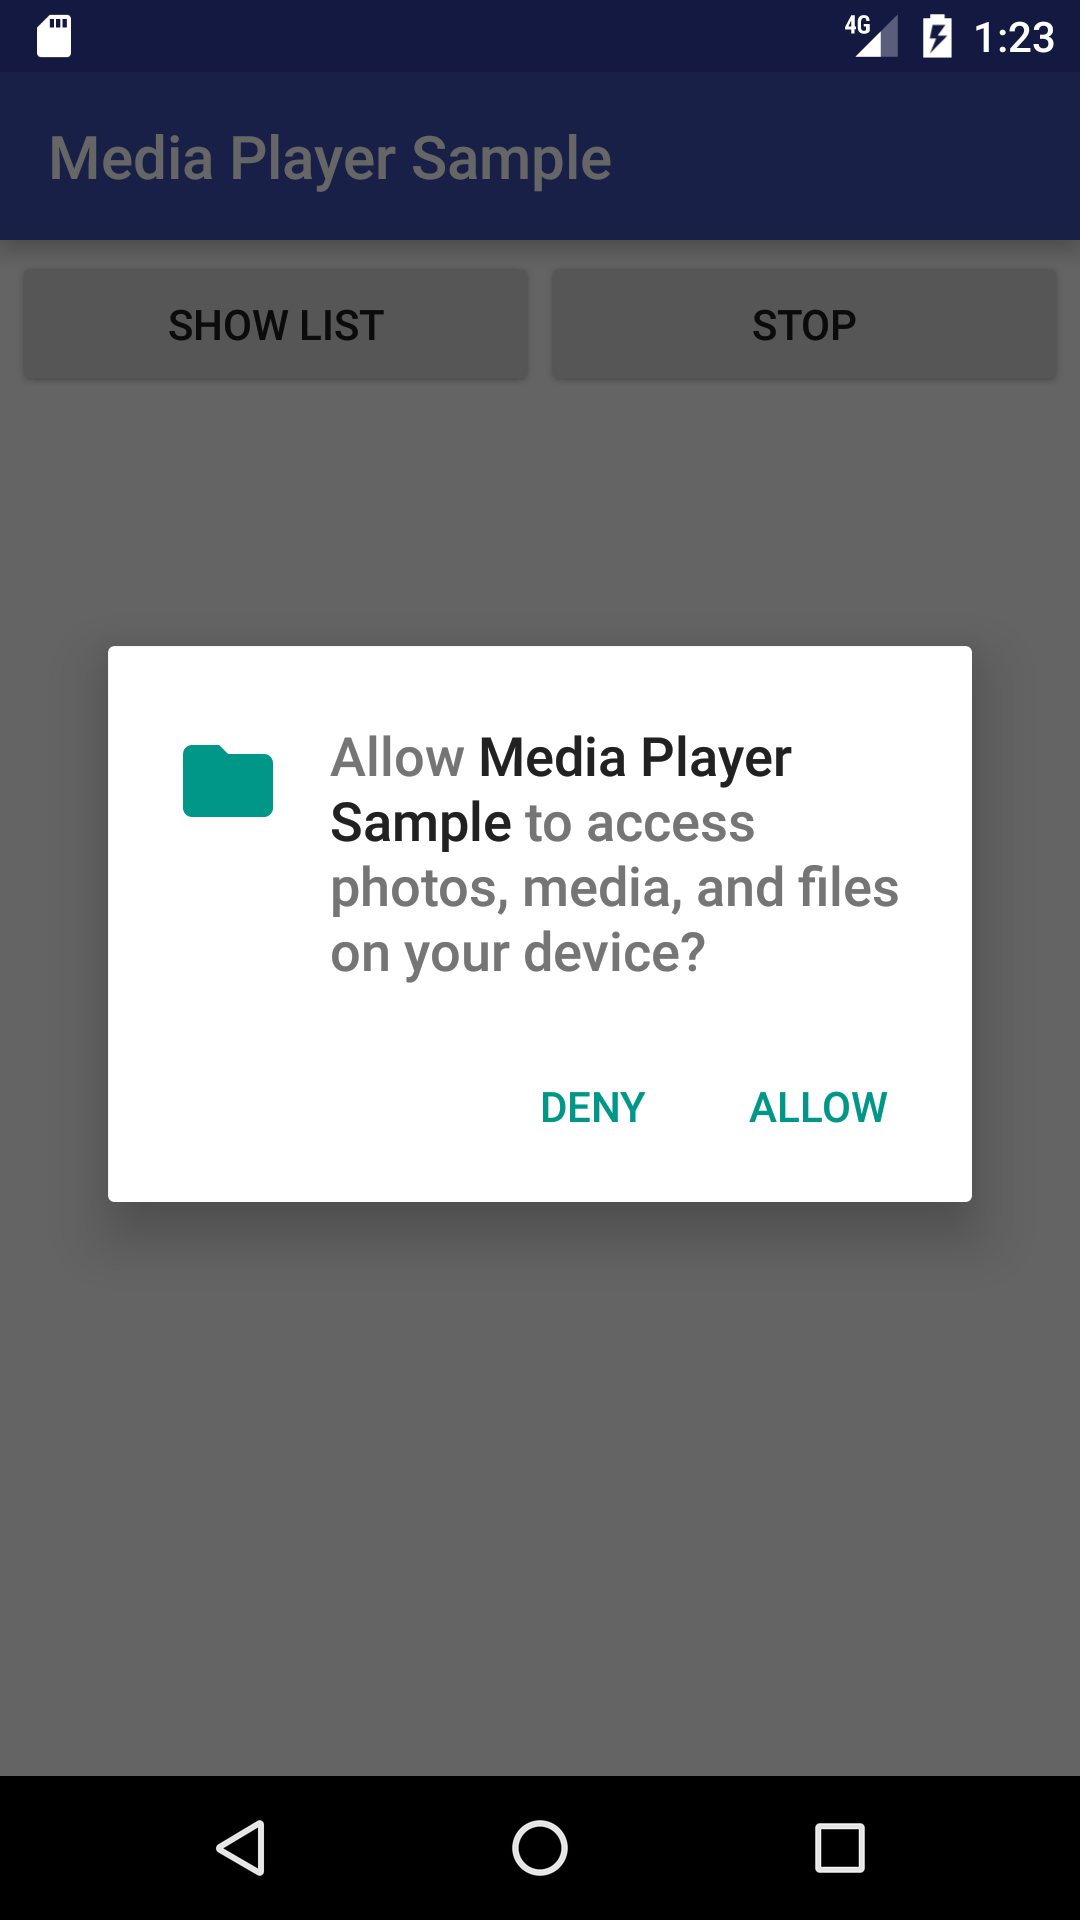 4G 1:23
Media Player Sample
SHOW LIST STOP
Allow Media Player
Sample to access
photos, media, and files
on your device?
DENY ALLOW